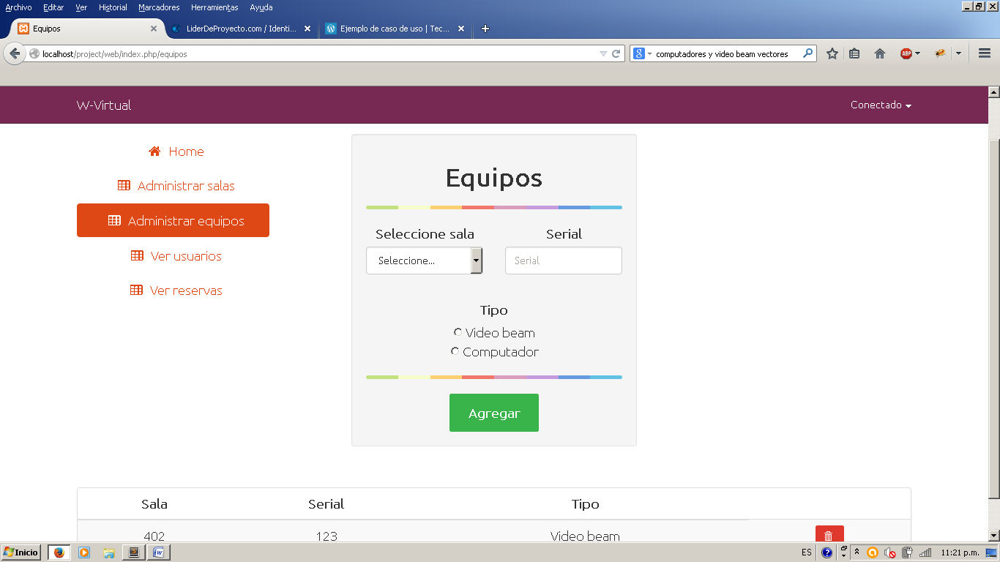 Archivo Editar Ver Historial Marcadores Herramientas Ayuda
Equipos LiderDeProyecto.com / Identi... Ejemplo de caso de uso | Tec...
localhost/project/web/index.php/equipos computadores y video beam vectores ABP
W-Virtual Conectado
Home
Administrar salas
Administrar equipos
Ver usuarios
Ver reservas
Equipos
Seleccione sala Serial
Seleccione... Serial
Tipo
Video beam
Computador
Agregar
Sala Serial Tipo
402 123 Video beam
Inicio ES 11:21 p.m.